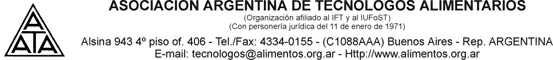 ASOCIACION ARGENTINA DE TECNOLOGOS ALIMENTARIOS
(Organización afiliado al IFT y al IUFoST)
(Con personería jurídica del 11 de enero de 1971)
Alsina 943 4º piso of. 406 - Tel./Fax: 4334-0155 - (C1088AAA) Buenos Aires - Rep. ARGENTINA
E-mail: tecnologos@alimentos.org.ar - Http://www.alimentos.org.ar
A
ATA